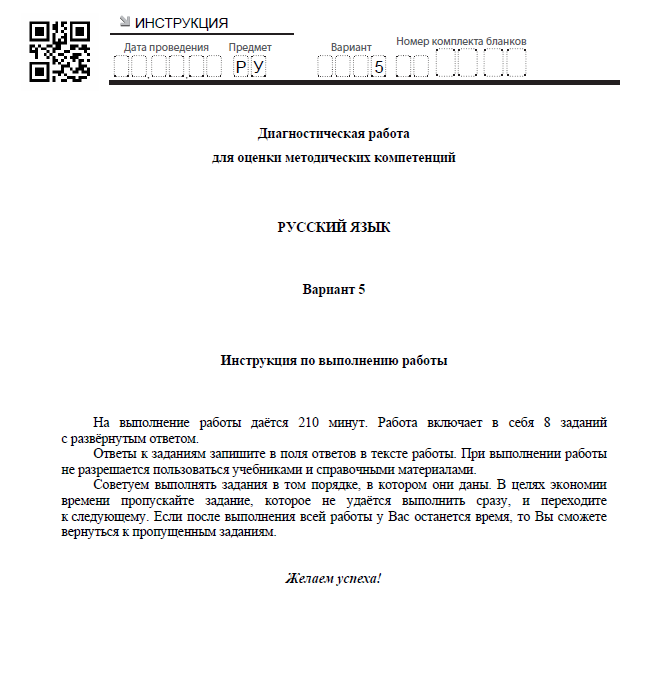 ИНСТРУКЦИЯ
Дата проведения Предмет Вариант Номер комплекта бланков
РУ 5
Диагностическая работа
для оценки методических компетенций
РУССКИЙ ЯЗЫК
Вариант 5
Инструкция по выполнению работы
На выполнение работы даётся 210 минут. Работа включает в себя 8 заданий
с развёрнутым ответом.
Ответы к заданиям запишите в поля ответов в тексте работы. При выполнении работы
не разрешается пользоваться учебниками и справочными материалами.
Советуем выполнять задания в том порядке, в котором они даны. В целях экономии
времени пропускайте задание, которое не удаётся выполнить сразу, и переходите
к следующему. Если после выполнения всей работы у Вас останется время, то Вы сможете
вернуться к пропущенным заданиям.
Желаем успеха!